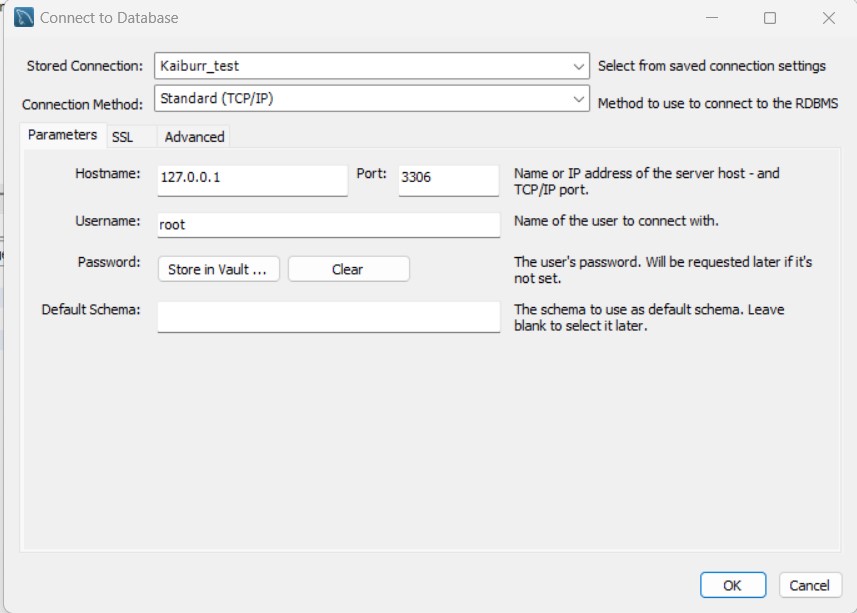 Connect to Database
Stored Connection: Kaiburr_test Select from saved connection settings
Connection Method: Standard (TCP/IP) Method to use to connect to the RDBMS
Parameters SSL Advanced
Hostname: 127.0.0.1 Port: 3306 Name or IP address of the server host - and
TCP/IP port.
Username: root Name of the user to connect with.
Password: Store in Vault ... Clear The user's password. Will be requested later if it's
not set.
Default Schema: The schema to use as default schema. Leave
blank to select it later.
OK Cancel